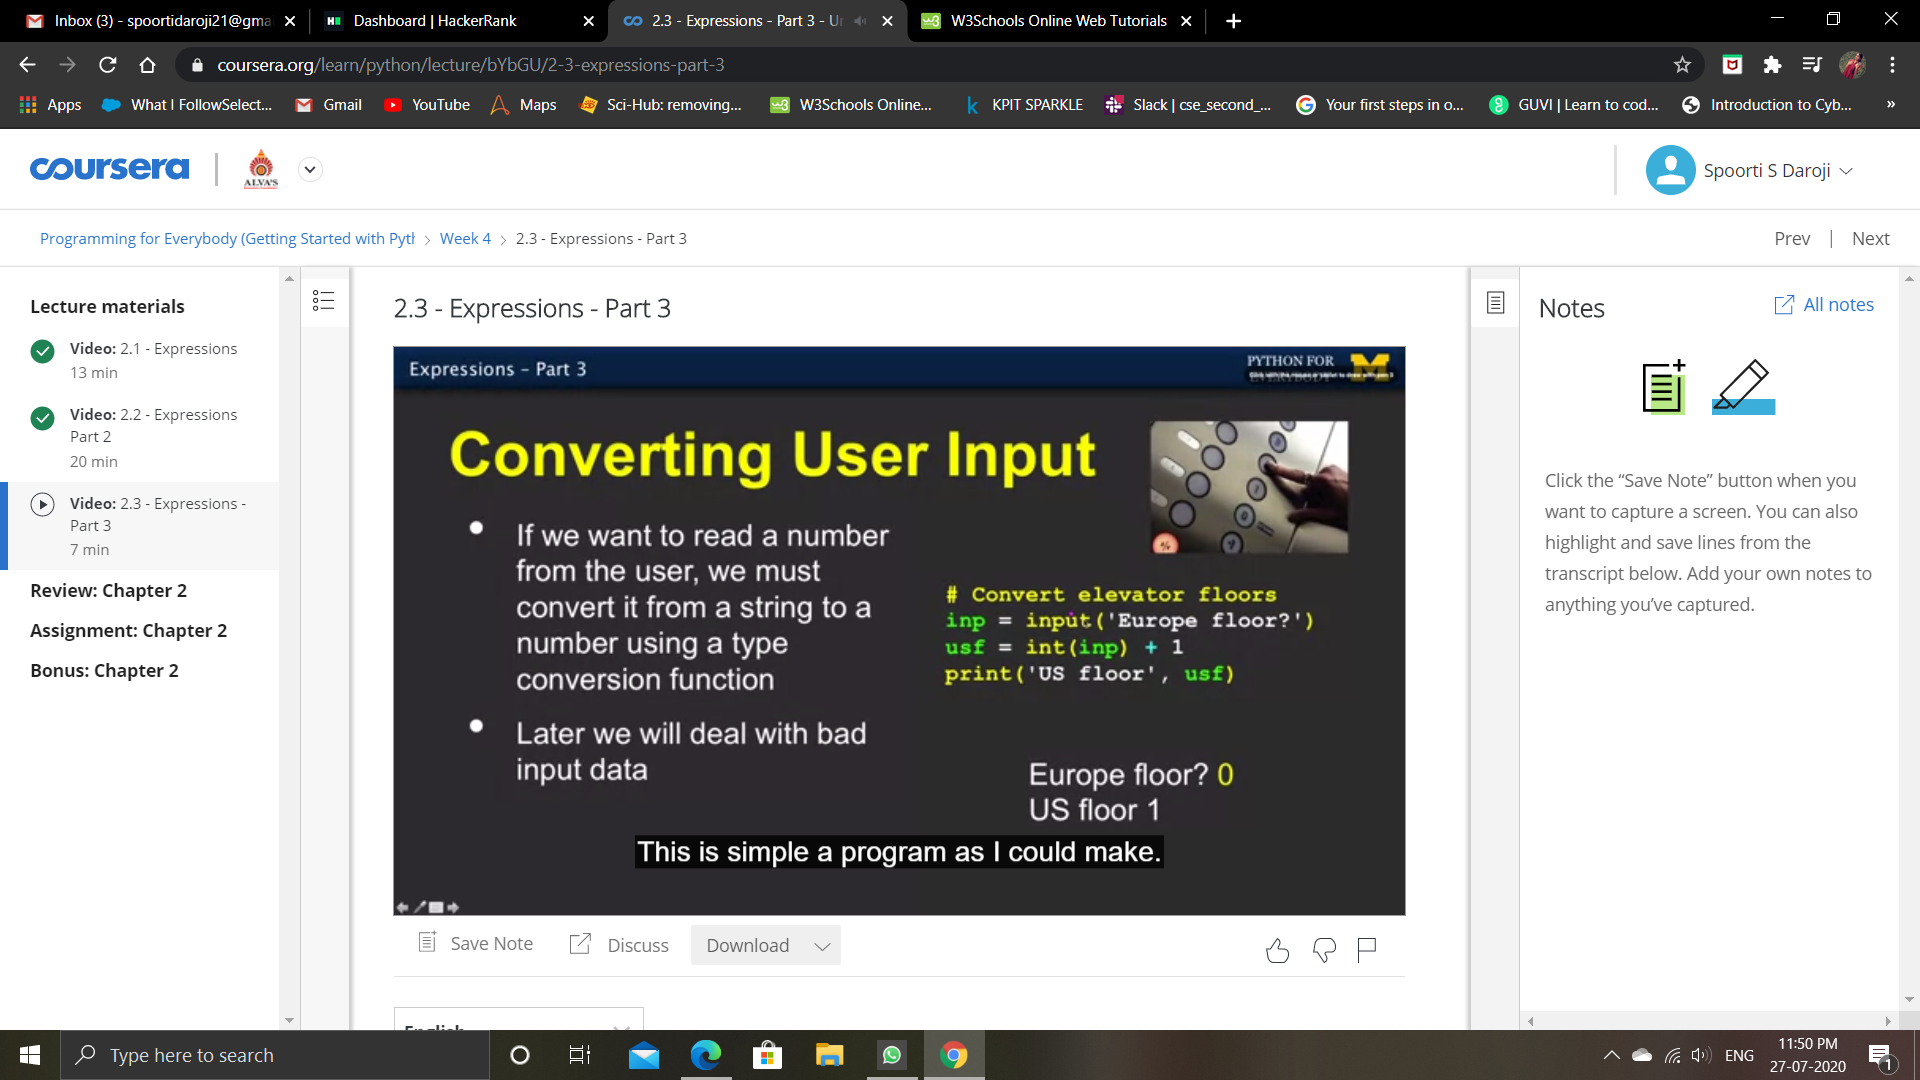 Inbox (3) - spoortidaroji21@gma
Dashboard | HackerRank
2.3 - Expressions - Part 3 - Un
W3Schools Online Web Tutorials
coursera.org/learn/python/lecture/bYbGU/2-3-expressions-part-3
Apps
What I FollowSelect...
Gmail
YouTube
Maps
Sci-Hub: removing...
W3Schools Online...
KPIT SPARKLE
Slack | cse_second_...
Your first steps in o...
GUVI | Learn to cod...
Introduction to Cyb...
»
coursera
ALVA'S
Spoorti S Daroji
Programming for Everybody (Getting Started with Pyth
Week 4
2.3 - Expressions - Part 3
Prev | Next
Lecture materials
Video: 2.1 - Expressions
13 min
Video: 2.2 - Expressions
Part 2
20 min
Video: 2.3 - Expressions -
Part 3
7 min
Review: Chapter 2
Assignment: Chapter 2
Bonus: Chapter 2
2.3 - Expressions - Part 3
Expressions – Part 3
PYTHON FOR
EVERYBODY
Converting User Input
• If we want to read a number
from the user, we must
convert it from a string to a
number using a type
conversion function
• Later we will deal with bad
input data
# Convert elevator floors
inp = input('Europe floor?')
usf = int(inp) + 1
print('US floor', usf)
Europe floor? 0
US floor 1
This is simple a program as I could make.
Save Note
Discuss
Download
English
Notes
All notes
Click the “Save Note” button when you
want to capture a screen. You can also
highlight and save lines from the
transcript below. Add your own notes to
anything you’ve captured.
Type here to search
ENG
11:50 PM
27-07-2020
1